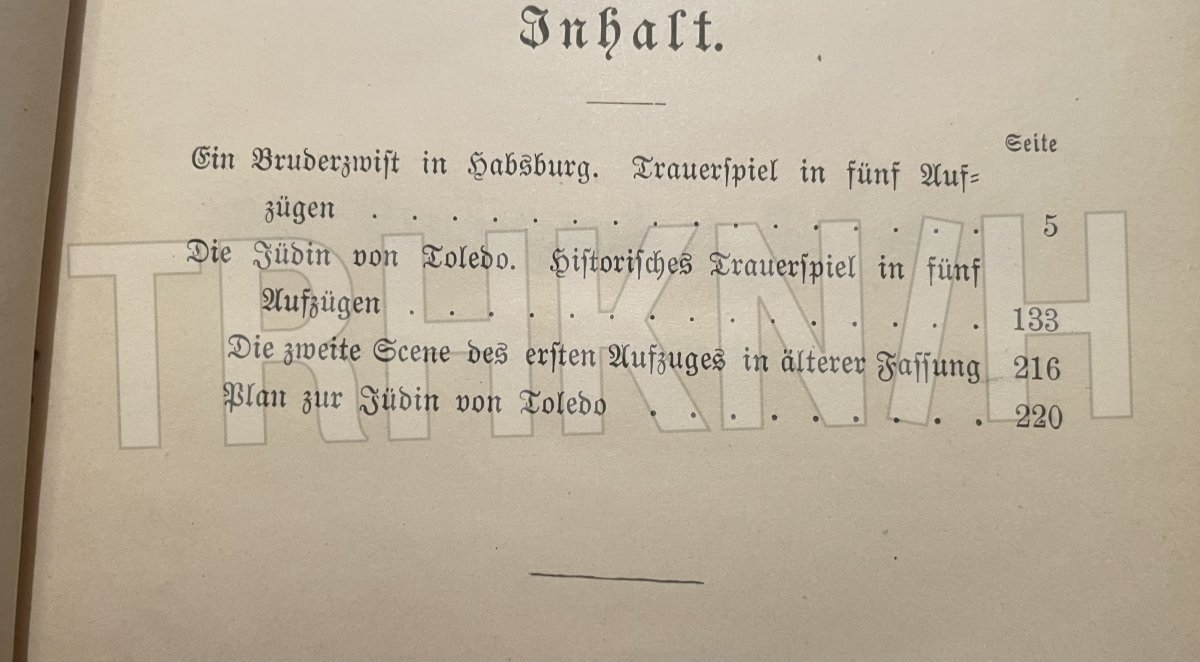 Inhalt.
Seite
Ein Bruderzwiſt in Habsburg. Trauerſpiel in fünf Auf⸗
zügen . . . . . . . . . . . . . . . . 5
Die Jüdin von Toledo. Hiſtoriſches Trauerſpiel in fünf
Aufzügen . . . . . . . . . . . . . . . 133
Die zweite Scene des erſten Aufzuges in älterer Faſſung 216
Plan zur Jüdin von Toledo . . . . . . . . . 220
TRHKN/H